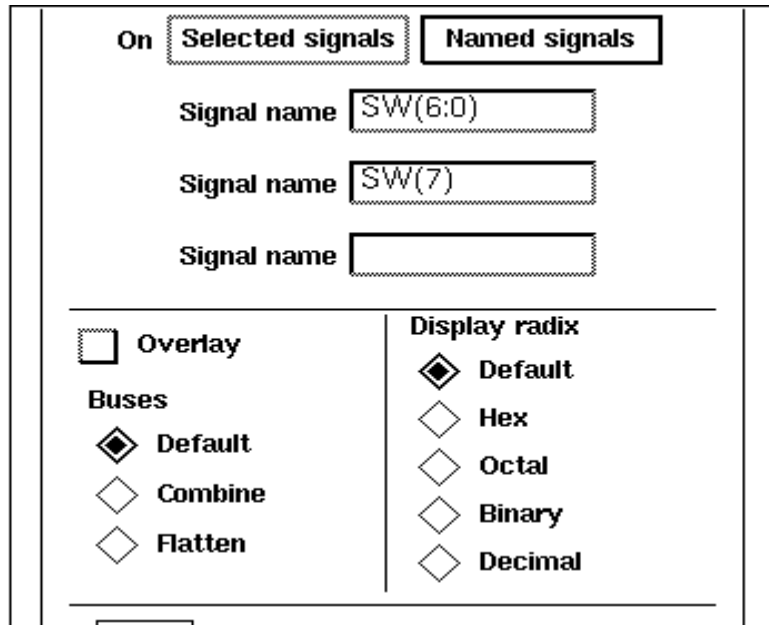 On Selected signals Named signals
Signal name SW(6:0)
Signal name SW(7)
Signal name
Overlay
Buses
Default
Combine
Flatten
Display radix
Default
Hex
Octal
Binary
Decimal